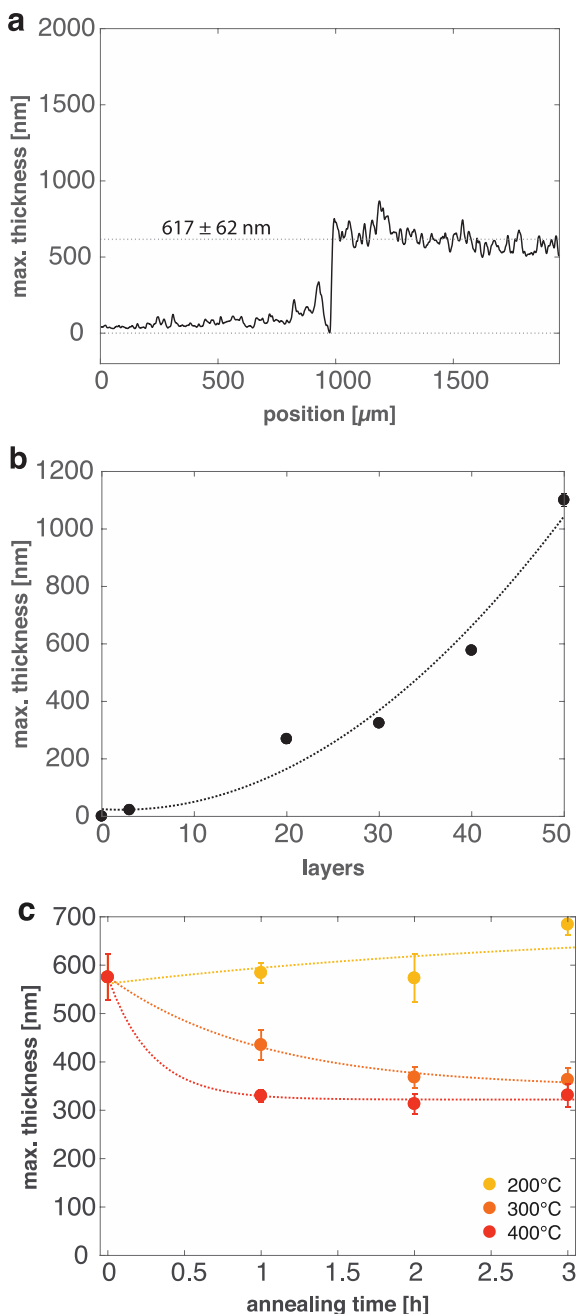 a
2000
1500
1000
500
0
max. thickness [nm]
617 ± 62 nm
0 500 1000 1500
position [µm]
b
1200
1000
800
600
400
200
0
max. thickness [nm]
0 10 20 30 40 50
layers
c
700
600
500
400
300
200
100
0
max. thickness [nm]
200°C
300°C
400°C
0 0.5 1 1.5 2 2.5 3
annealing time [h]